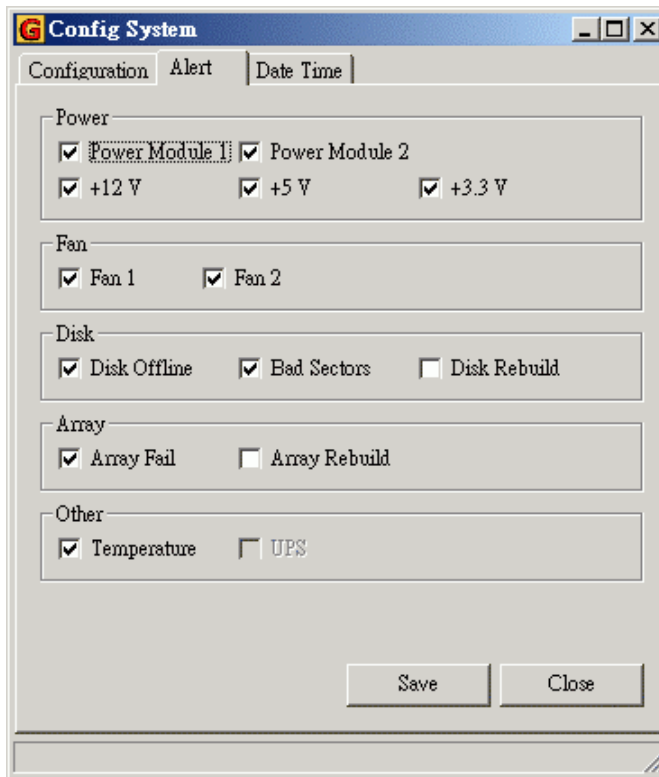 G Config System
Configuration Alert Date Time
Power
Power Module 1 Power Module 2
+12 V +5 V +3.3 V
Fan
Fan 1 Fan 2
Disk
Disk Offline Bad Sectors Disk Rebuild
Array
Array Fail Array Rebuild
Other
Temperature UPS
Save Close